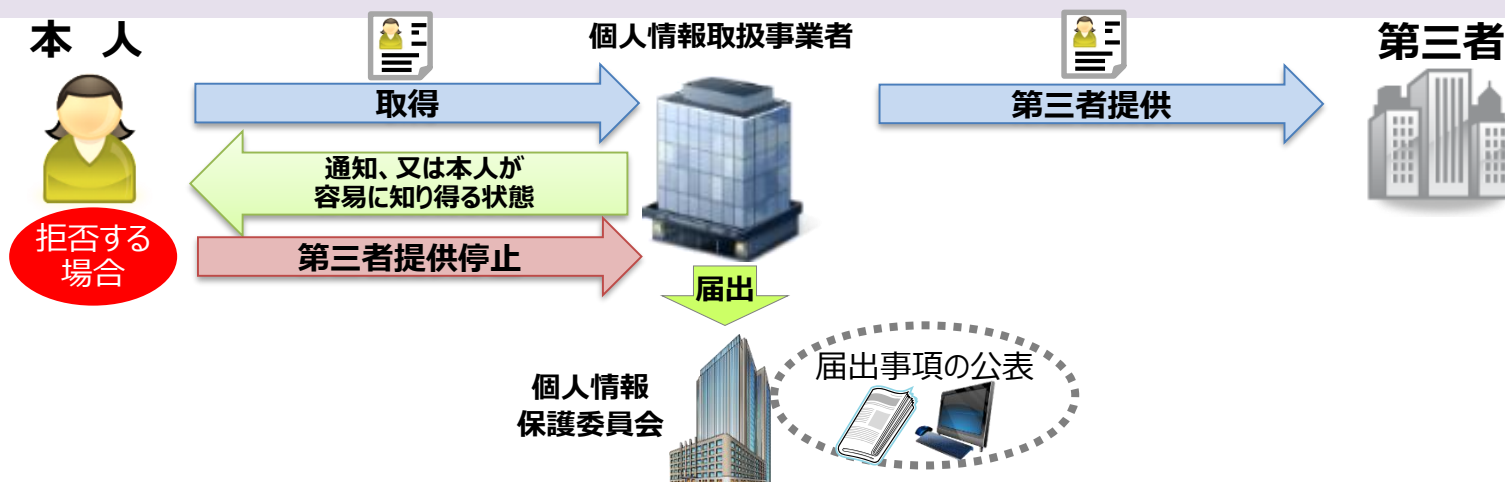 本 人
個人情報取扱事業者
第三者
取得
第三者提供
通知、又は本人が
容易に知り得る状態
拒否する
場合
第三者提供停止
届出
届出事項の公表
個人情報
保護委員会